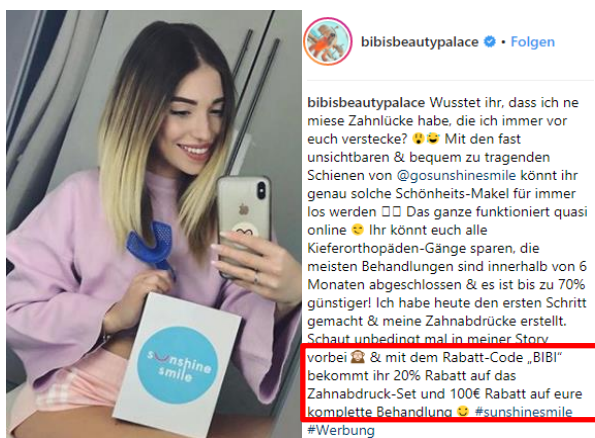 bibisbeautypalace • Folgen
bibisbeautypalace Wusstet ihr, dass ich ne
miese Zahnlücke habe, die ich immer vor
euch verstecke? 😲😅 Mit den fast
unsichtbaren & bequem zu tragenden
Schienen von @gosunshinesmile könnt ihr
genau solche Schönheits-Makel für immer
los werden □□ Das ganze funktioniert quasi
online 😉 Ihr könnt euch alle
Kieferorthopäden-Gänge sparen, die
meisten Behandlungen sind innerhalb von 6
Monaten abgeschlossen & es ist bis zu 70%
günstiger! Ich habe heute den ersten Schritt
gemacht & meine Zahnabdrücke erstellt.
Schaut unbedingt mal in meiner Story
vorbei 🙈 & mit dem Rabatt-Code „BIBI“
bekommt ihr 20% Rabatt auf das
Zahnabdruck-Set und 100€ Rabatt auf eure
komplette Behandlung 😉 #sunshinesmile
#Werbung
sunshine
smile